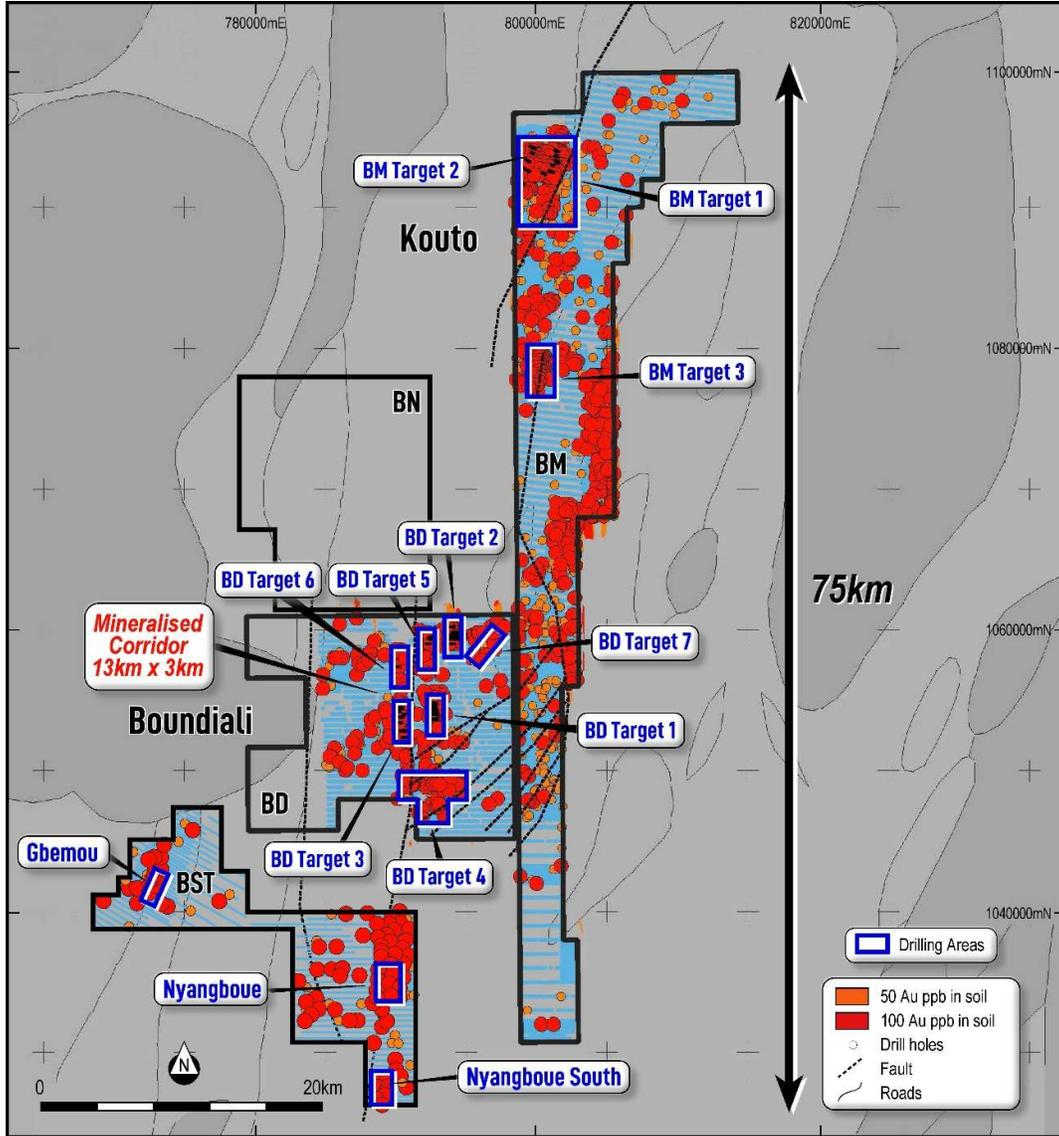 780000mE
800000mE
820000mE
1100000mN
BM Target 2
BM Target 1
Kouto
1080000mN
BM Target 3
BN
BM
BD Target 2
BD Target 6
BD Target 5
75km
Mineralised
Corridor
13km x 3km
1060000mN
BD Target 7
Boundiali
BD Target 1
BD
BD Target 3
BD Target 4
Gbemou
BST
1040000mN
Drilling Areas
Nyangboue
50 Au ppb in soil
100 Au ppb in soil
Drill holes
Fault
Roads
N
0
20km
Nyangboue South